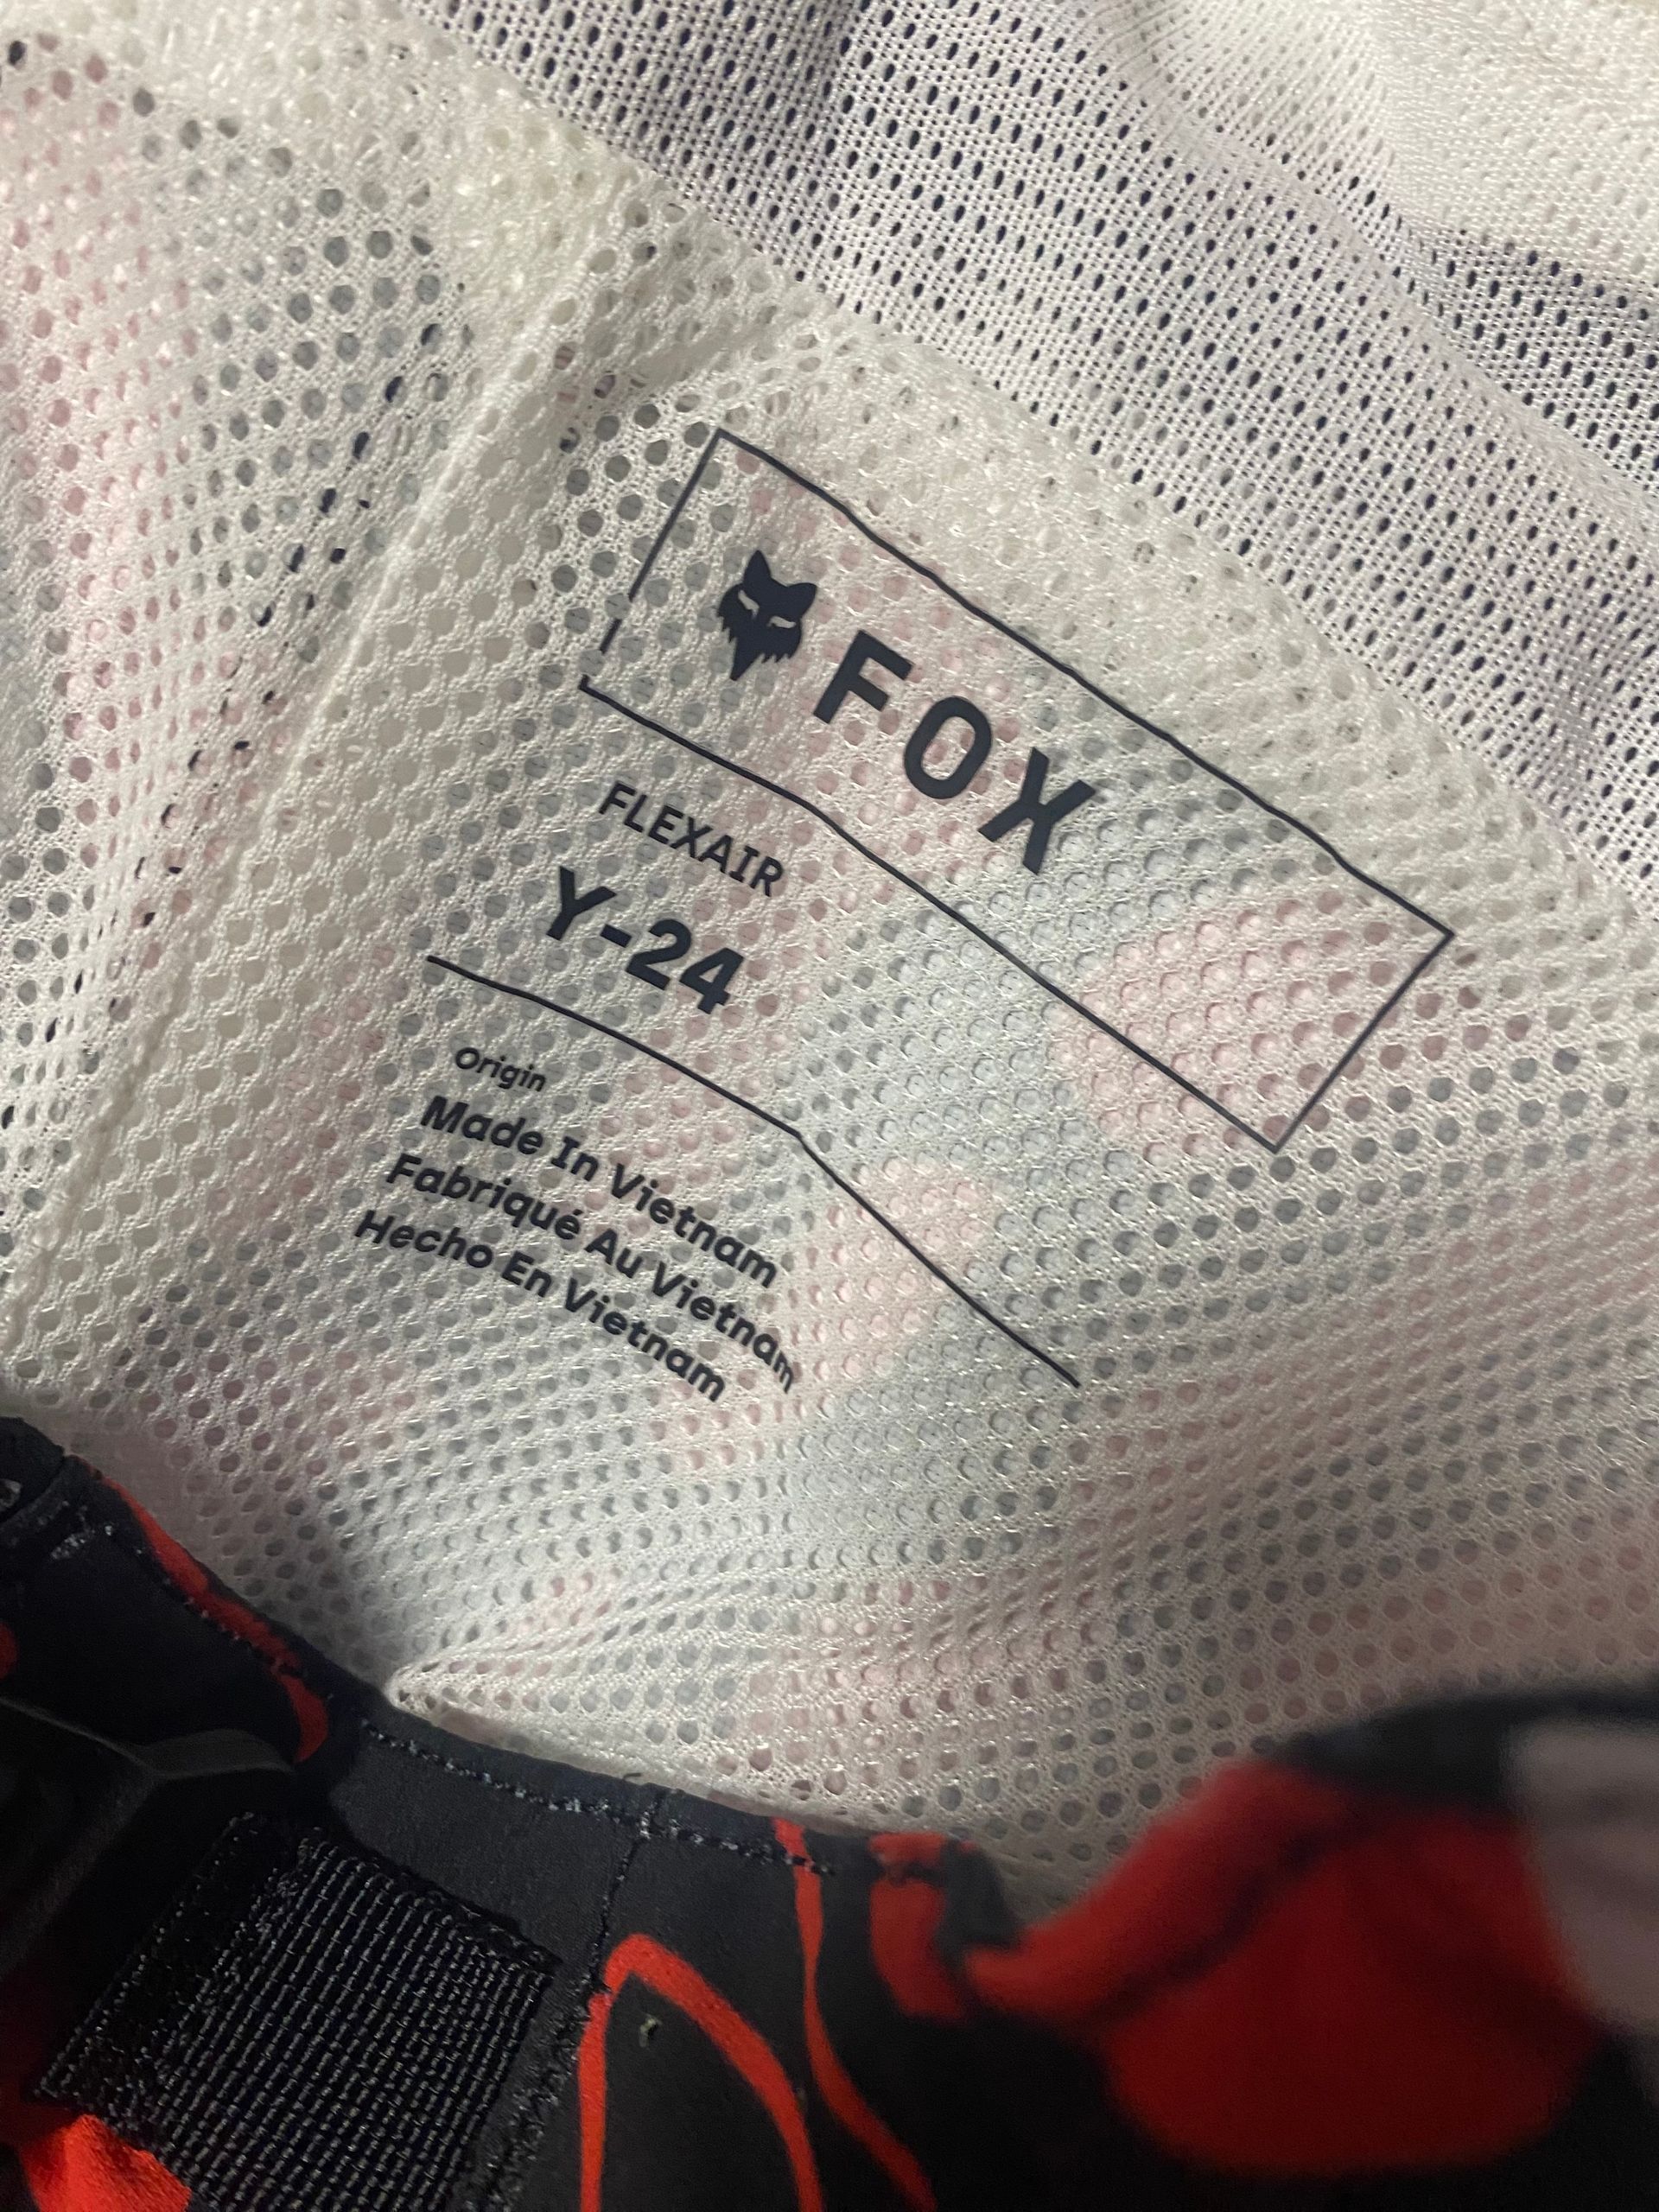 FOX
FLEXAIR
Y-24
Origin
Made In Vietnam
Fabriqué Au Vietnam
Hecho En Vietnam